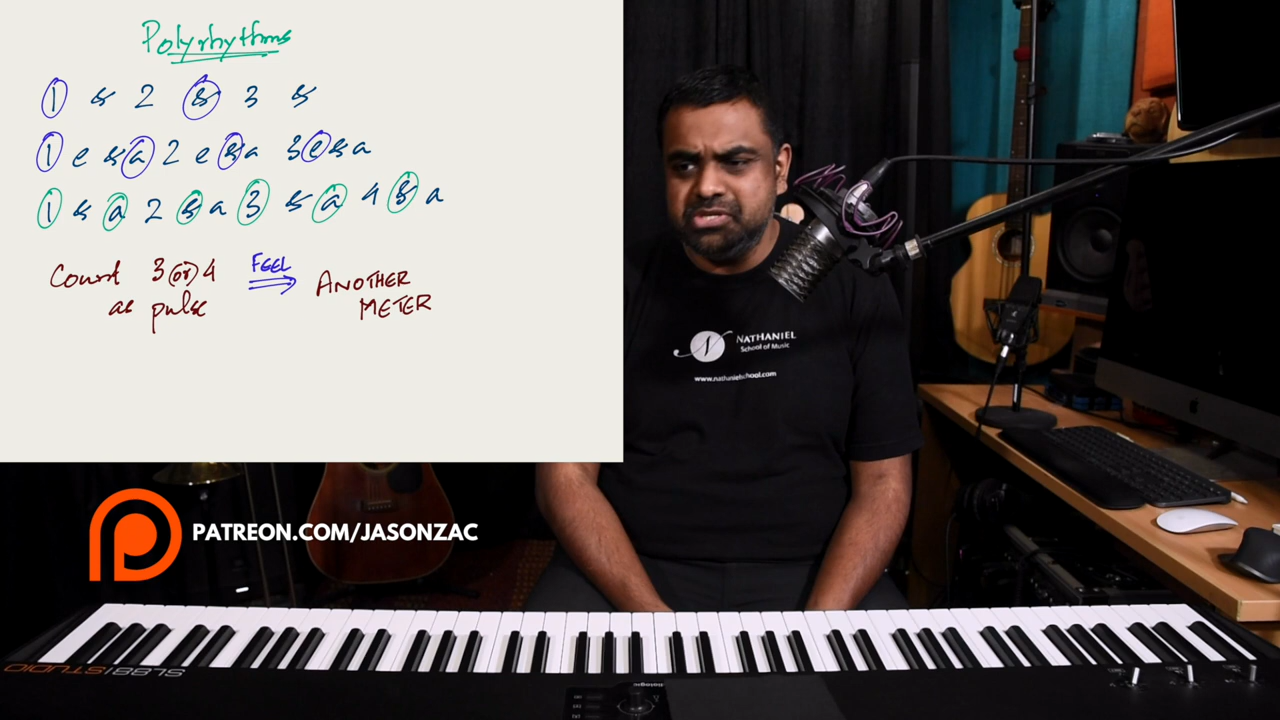 Polyrhythms
1 & 2 & 3 &
1 e & a 2 e & a 3 e & a
1 & a 2 & a 3 & a 4 & a
Count 3 (or) 4 FEEL ANOTHER
as pulse METER
NATHANIEL
School of Music
www.nathanielschool.com
PATREON.COM/JASONZAC
SL88 STUDIO